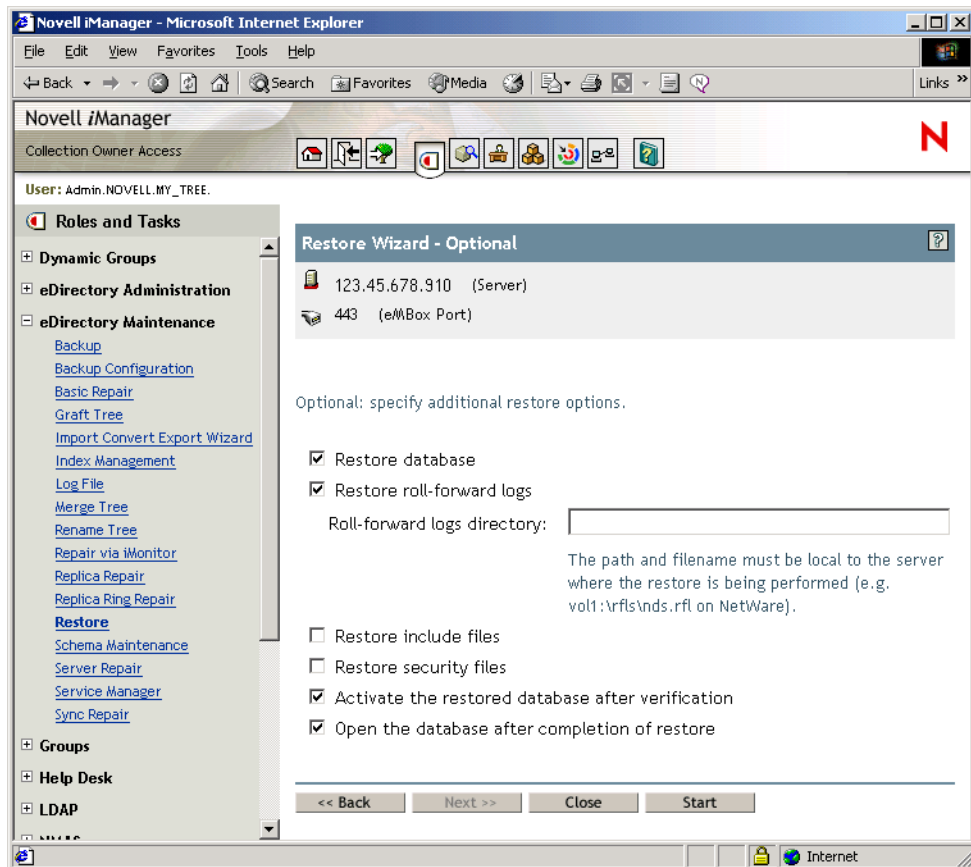 Novell iManager - Microsoft Internet Explorer
File Edit View Favorites Tools Help
Back Search Favorites Media Links »
Novell iManager
Collection Owner Access
N
User: Admin.NOVELL.MY_TREE.
Roles and Tasks
Dynamic Groups
eDirectory Administration
eDirectory Maintenance
Backup
Backup Configuration
Basic Repair
Graft Tree
Import Convert Export Wizard
Index Management
Log File
Merge Tree
Rename Tree
Repair via iMonitor
Replica Repair
Replica Ring Repair
Restore
Schema Maintenance
Server Repair
Service Manager
Sync Repair
Groups
Help Desk
LDAP
Restore Wizard - Optional
?
123.45.678.910 (Server)
443 (eMBox Port)
Optional: specify additional restore options.
Restore database
Restore roll-forward logs
Roll-forward logs directory:
The path and filename must be local to the server
where the restore is being performed (e.g.
vol1:\rfls\nds.rfl on NetWare).
Restore include files
Restore security files
Activate the restored database after verification
Open the database after completion of restore
<< Back Next >> Close Start
Internet